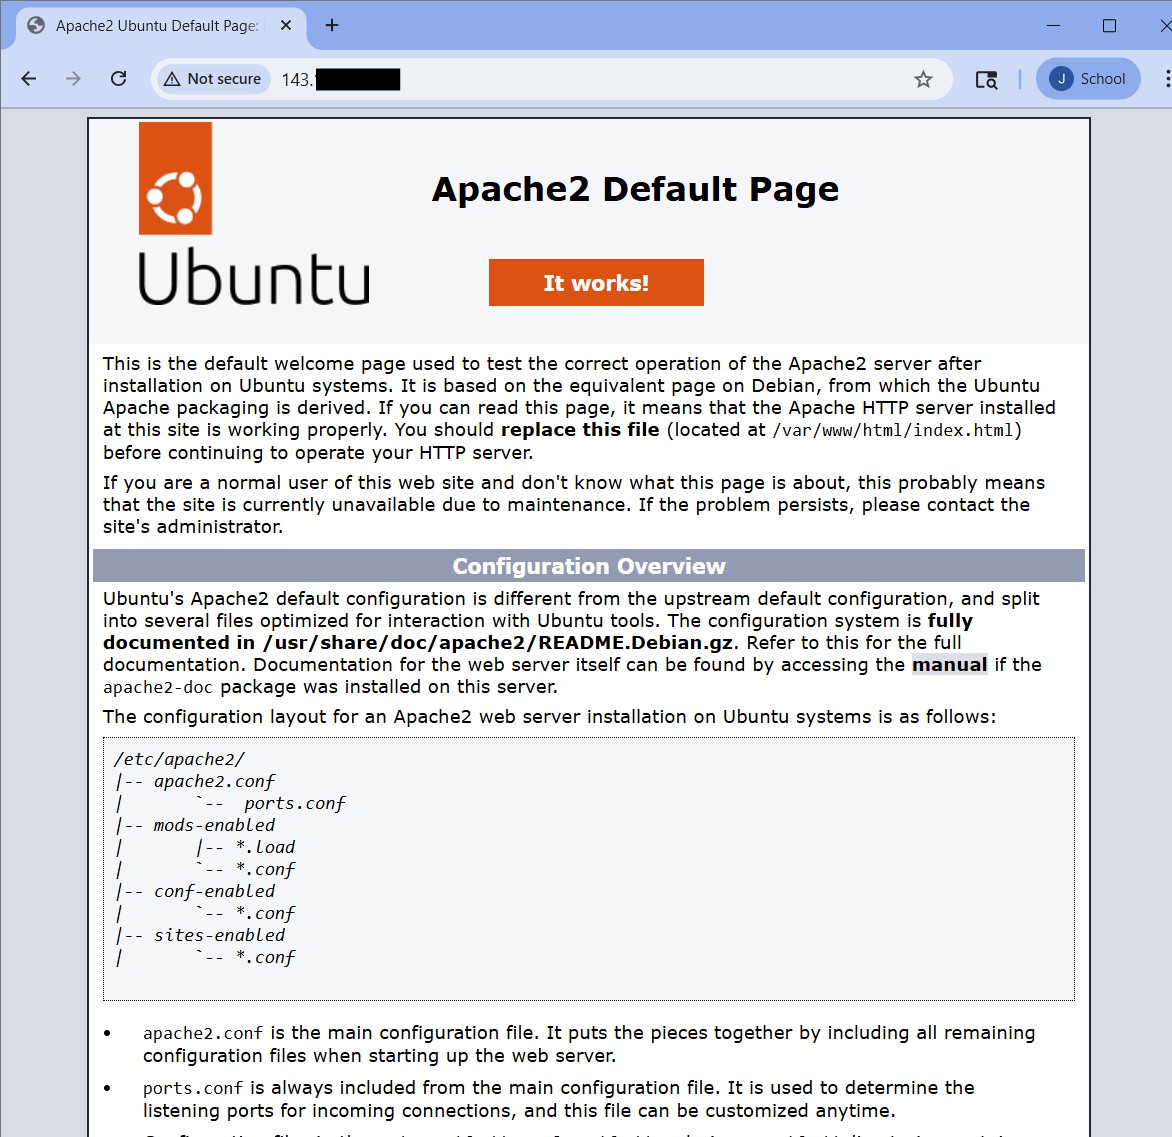 Apache2 Ubuntu Default Page:
Not secure
143.
J School
Ubuntu
Apache2 Default Page
It works!
This is the default welcome page used to test the correct operation of the Apache2 server after
installation on Ubuntu systems. It is based on the equivalent page on Debian, from which the Ubuntu
Apache packaging is derived. If you can read this page, it means that the Apache HTTP server installed
at this site is working properly. You should replace this file (located at /var/www/html/index.html)
before continuing to operate your HTTP server.
If you are a normal user of this web site and don't know what this page is about, this probably means
that the site is currently unavailable due to maintenance. If the problem persists, please contact the
site's administrator.
Configuration Overview
Ubuntu's Apache2 default configuration is different from the upstream default configuration, and split
into several files optimized for interaction with Ubuntu tools. The configuration system is fully
documented in /usr/share/doc/apache2/README.Debian.gz. Refer to this for the full
documentation. Documentation for the web server itself can be found by accessing the manual if the
apache2-doc package was installed on this server.
The configuration layout for an Apache2 web server installation on Ubuntu systems is as follows:
/etc/apache2/
|-- apache2.conf
|       `--  ports.conf
|-- mods-enabled
|       |-- *.load
|       `-- *.conf
|-- conf-enabled
|       `-- *.conf
|-- sites-enabled
|       `-- *.conf
• apache2.conf is the main configuration file. It puts the pieces together by including all remaining
configuration files when starting up the web server.
• ports.conf is always included from the main configuration file. It is used to determine the
listening ports for incoming connections, and this file can be customized anytime.